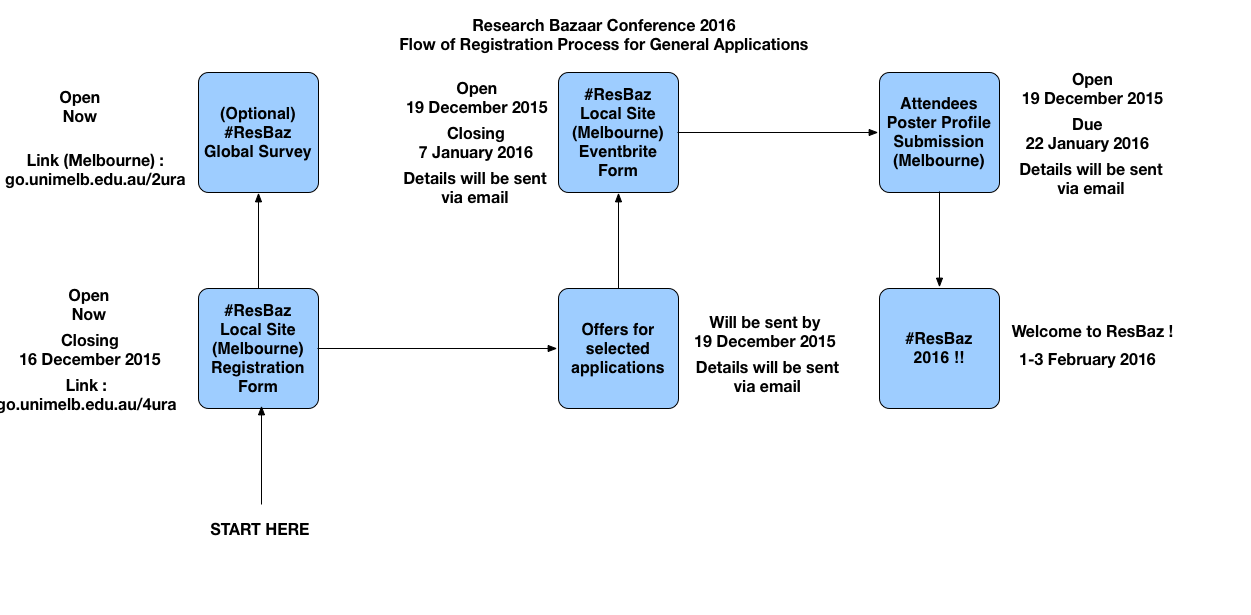 Research Bazaar Conference 2016
Flow of Registration Process for General Applications
Open
Now
Link (Melbourne) :
go.unimelb.edu.au/2ura
(Optional)
#ResBaz
Global Survey
Open
19 December 2015
Closing
7 January 2016
Details will be sent
via email
#ResBaz
Local Site
(Melbourne)
Eventbrite
Form
Attendees
Poster Profile
Submission
(Melbourne)
Open
19 December 2015
Due
22 January 2016
Details will be sent
via email
Open
Now
Closing
16 December 2015
Link :
go.unimelb.edu.au/4ura
#ResBaz
Local Site
(Melbourne)
Registration
Form
Offers for
selected
applications
Will be sent by
19 December 2015
Details will be sent
via email
#ResBaz
2016 !!
Welcome to ResBaz !
1-3 February 2016
START HERE